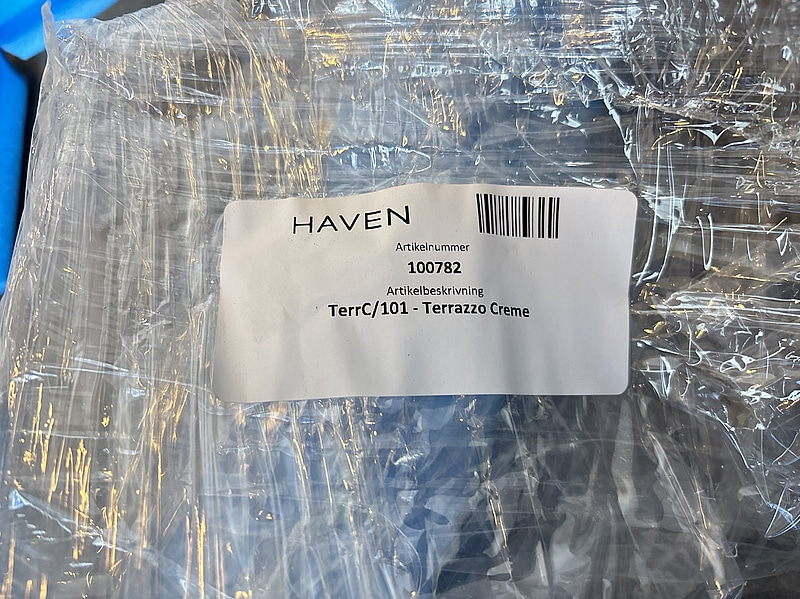 HAVEN
Artikelnummer
100782
Artikelbeskrivning
TerrC/101 - Terrazzo Creme